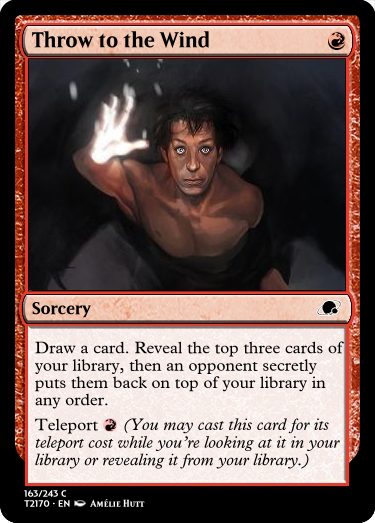 Throw to the Wind
Sorcery
Draw a card. Reveal the top three cards of
your library, then an opponent secretly
puts them back on top of your library in
any order.
Teleport (You may cast this card for its
teleport cost while you’re looking at it in your
library or revealing it from your library.)
163/243 C
T2170 · EN Amélie Hutt